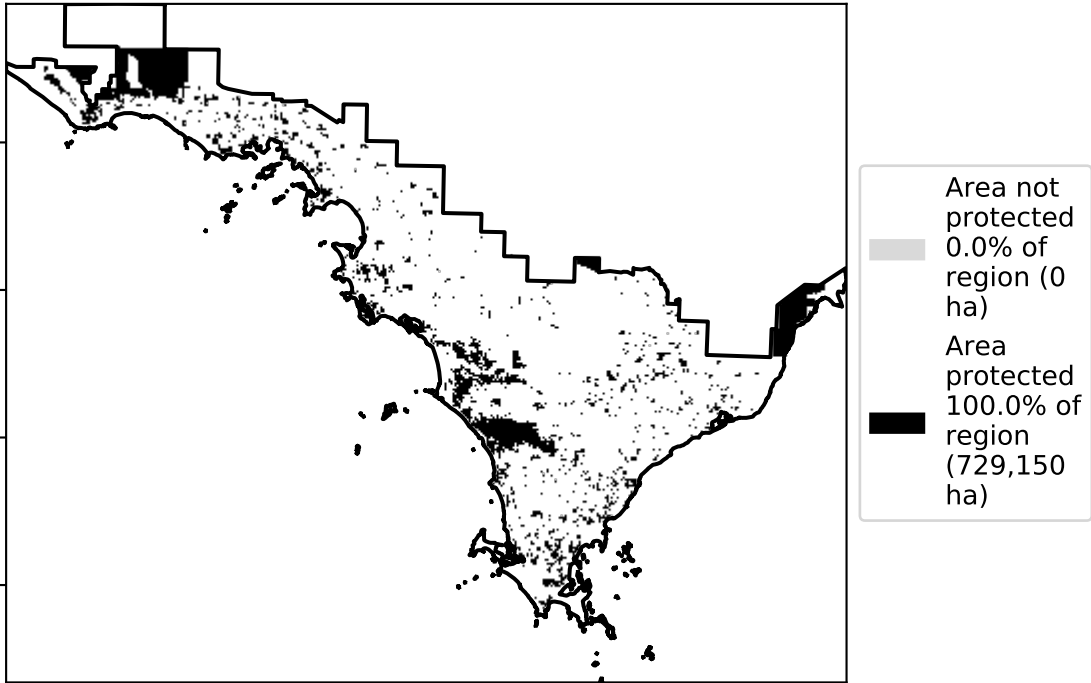 Area not
protected
0.0% of
region (0
ha)
Area
protected
100.0% of
region
(729,150
ha)